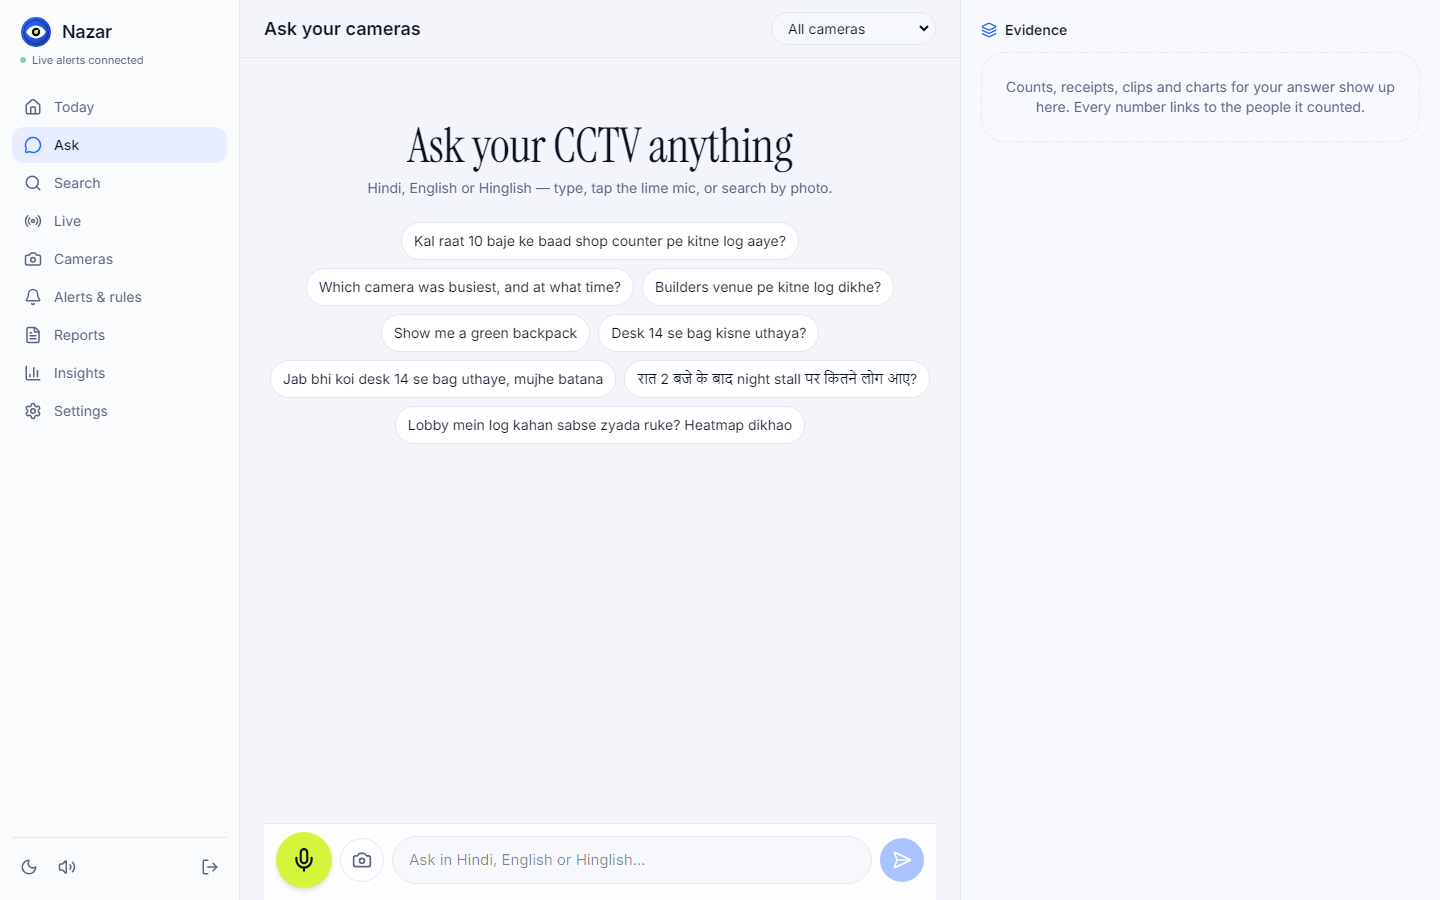 Nazar
Live alerts connected
Today
Ask
Search
Live
Cameras
Alerts & rules
Reports
Insights
Settings
Ask your cameras
All cameras
Ask your CCTV anything
Hindi, English or Hinglish — type, tap the lime mic, or search by photo.
Kal raat 10 baje ke baad shop counter pe kitne log aaye?
Which camera was busiest, and at what time?
Builders venue pe kitne log dikhe?
Show me a green backpack
Desk 14 se bag kisne uthaya?
Jab bhi koi desk 14 se bag uthaye, mujhe batana
रात 2 बजे के बाद night stall पर कितने लोग आए?
Lobby mein log kahan sabse zyada ruke? Heatmap dikhao
Ask in Hindi, English or Hinglish...
Evidence
Counts, receipts, clips and charts for your answer show up
here. Every number links to the people it counted.